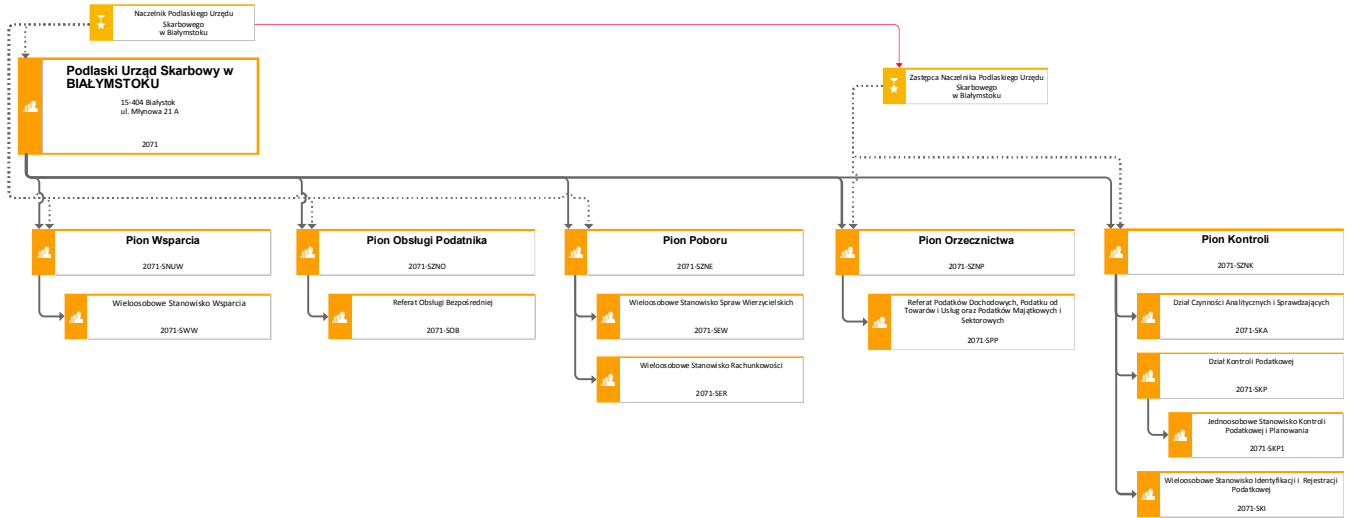 Naczelnik Podlaskiego Urzędu
Skarbowego
w Białymstoku
Podlaski Urząd Skarbowy w
BIAŁYMSTOKU
15-404 Białystok
ul. Młynowa 21 A
2071
Zastępca Naczelnika Podlaskiego Urzędu
Skarbowego
w Białymstoku
Pion Wsparcia
2071-SNUW
Wieloosobowe Stanowisko Wsparcia
2071-SWW
Pion Obsługi Podatnika
2071-SZNO
Referat Obsługi Bezpośredniej
2071-SOB
Pion Poboru
2071-SZNE
Wieloosobowe Stanowisko Spraw Wierzycielskich
2071-SEW
Wieloosobowe Stanowisko Rachunkowości
2071-SER
Pion Orzecznictwa
2071-SZNP
Referat Podatków Dochodowych, Podatku od
Towarów i Usług oraz Podatków Majątkowych i
Sektorowych
2071-SPP
Pion Kontroli
2071-SZNK
Dział Czynności Analitycznych i Sprawdzających
2071-SKA
Dział Kontroli Podatkowej
2071-SKP
Jednoosobowe Stanowisko Kontroli
Podatkowej i Planowania
2071-SKP1
Wieloosobowe Stanowisko Identyfikacji i Rejestracji
Podatkowej
2071-SKI